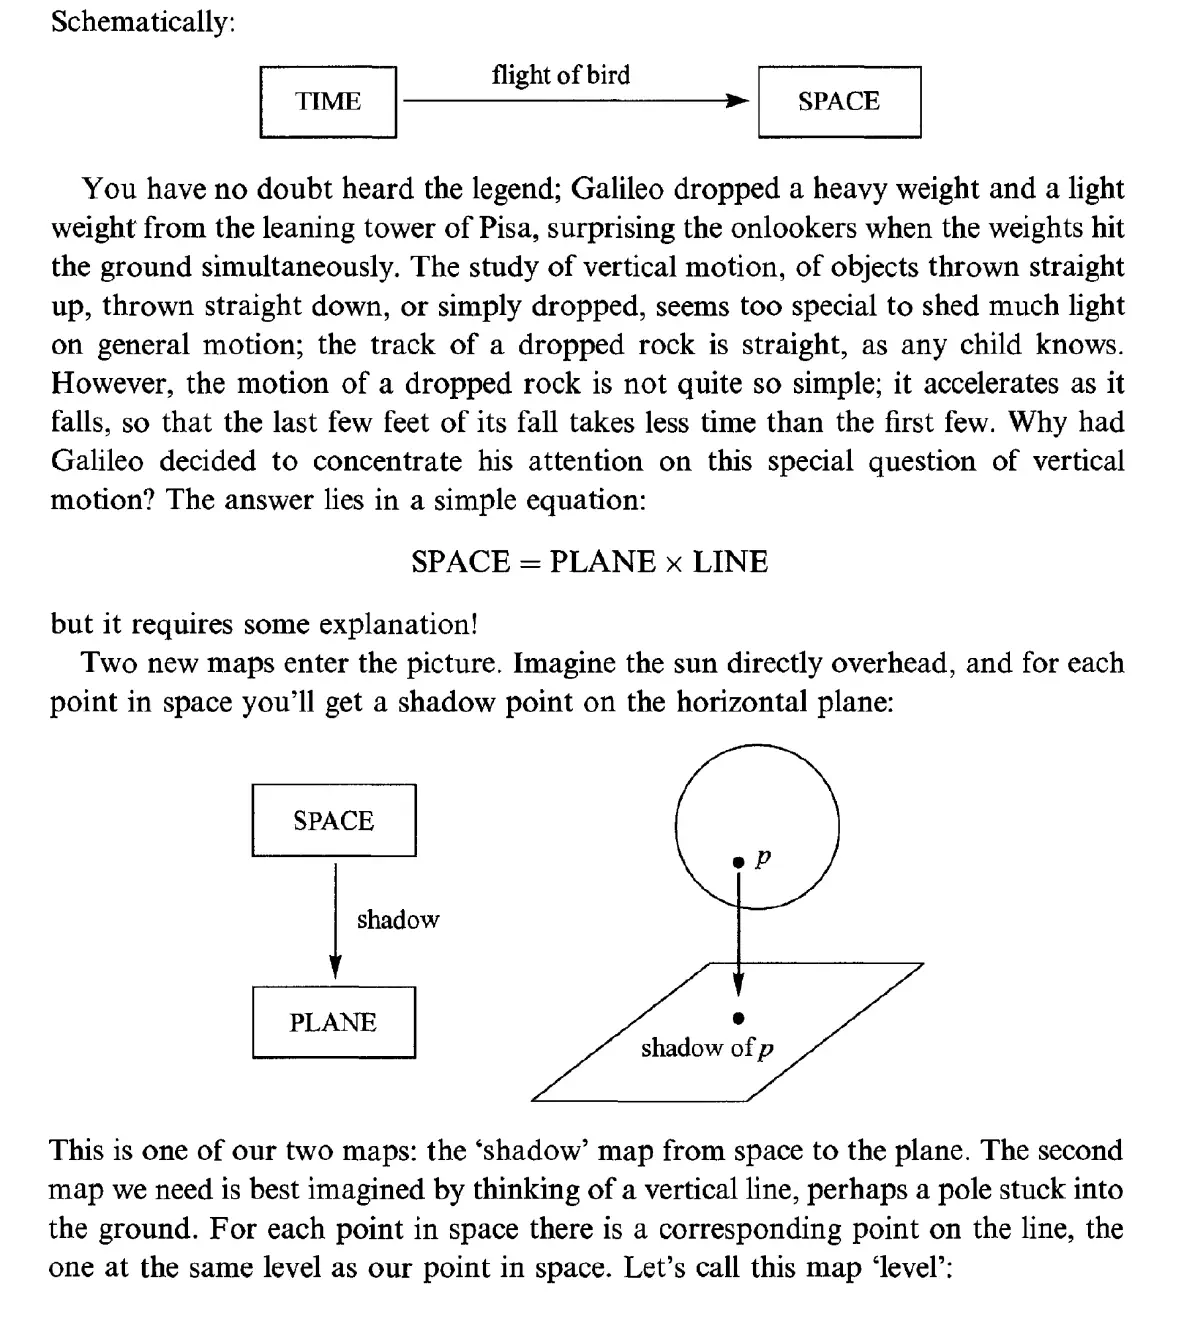 Schematically:
flight of bird
TIME
SPACE
You have no doubt heard the legend; Galileo dropped a heavy weight and a light
weight from the leaning tower of Pisa, surprising the onlookers when the weights hit
the ground simultaneously. The study of vertical motion, of objects thrown straight
up, thrown straight down, or simply dropped, seems too special to shed much light
on general motion; the track of a dropped rock is straight, as any child knows.
However, the motion of a dropped rock is not quite so simple; it accelerates as it
falls, so that the last few feet of its fall takes less time than the first few. Why had
Galileo decided to concentrate his attention on this special question of vertical
motion? The answer lies in a simple equation:
SPACE = PLANE × LINE
but it requires some explanation!
Two new maps enter the picture. Imagine the sun directly overhead, and for each
point in space you'll get a shadow point on the horizontal plane:
SPACE
shadow
PLANE
p
shadow of p
This is one of our two maps: the ‘shadow’ map from space to the plane. The second
map we need is best imagined by thinking of a vertical line, perhaps a pole stuck into
the ground. For each point in space there is a corresponding point on the line, the
one at the same level as our point in space. Let's call this map ‘level’: